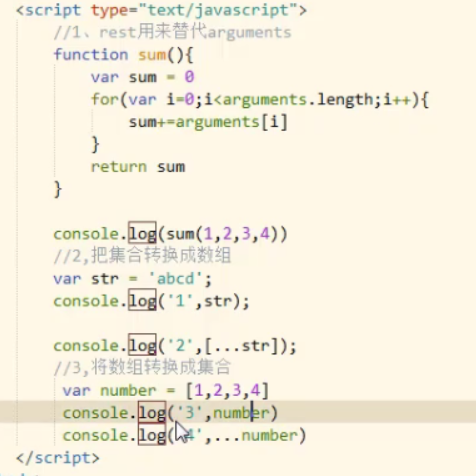 <script type="text/javascript">
//1、rest用来替代arguments
function sum(){
var sum = 0
for(var i=0;i<arguments.length;i++){
sum+=arguments[i]
}
return sum
}
console.log(sum(1,2,3,4))
//2,把集合转换成数组
var str = 'abcd';
console.log('1',str);
console.log('2',[...str]);
//3,将数组转换成集合
var number = [1,2,3,4]
console.log('3',number)
console.log('4',...number)
</script>